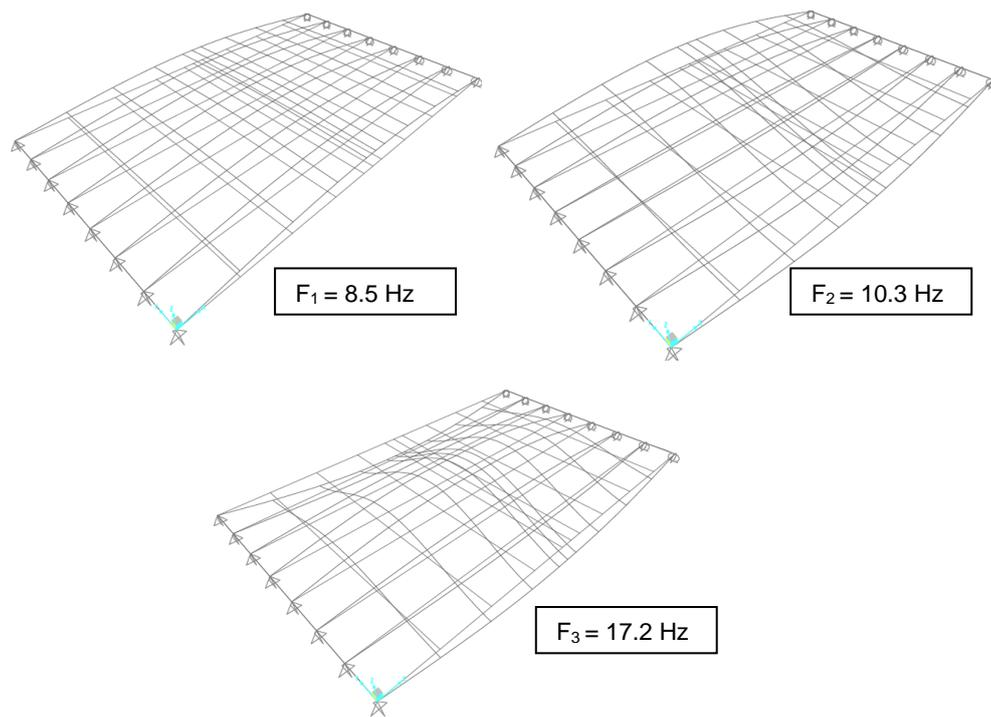 F₁ = 8.5 Hz
F₂ = 10.3 Hz
F₃ = 17.2 Hz